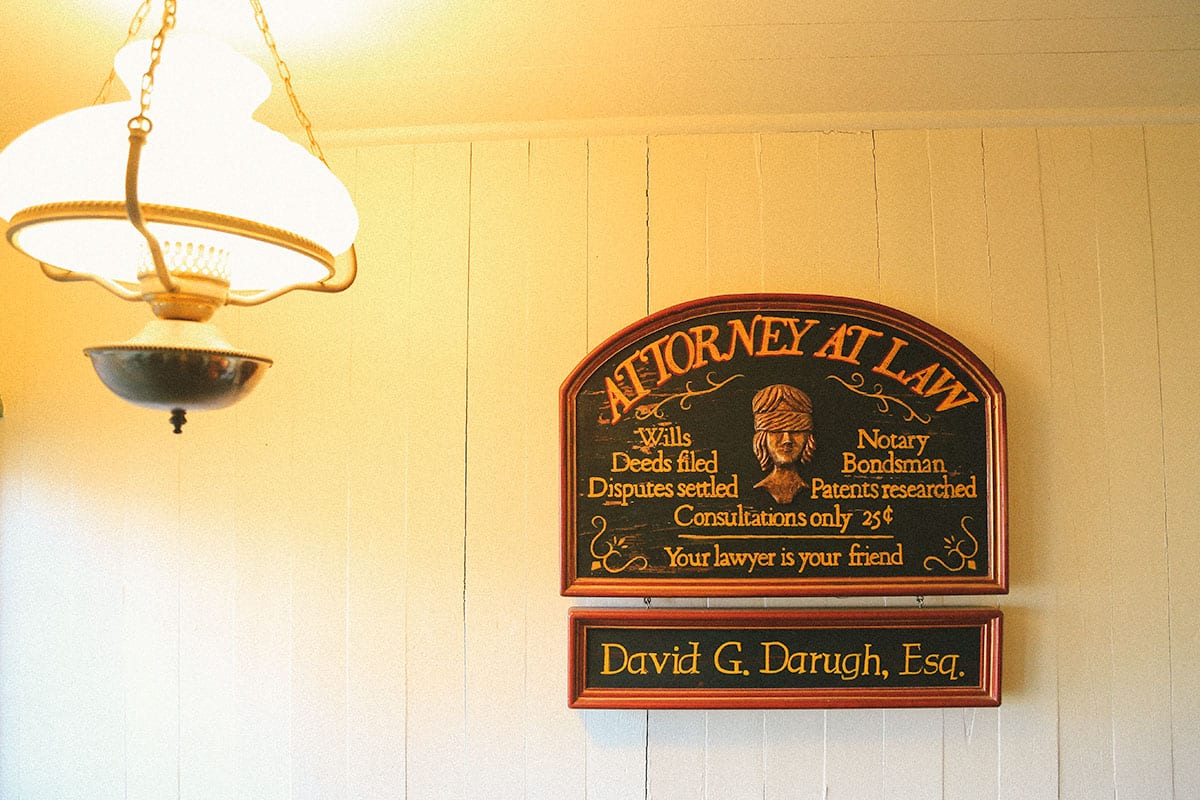 ATTORNEY AT LAW
Wills
Deeds filed
Disputes settled
Notary
Bondsman
Patents researched
Consultations only 25¢
Your lawyer is your friend
David G. Darugh, Esq.